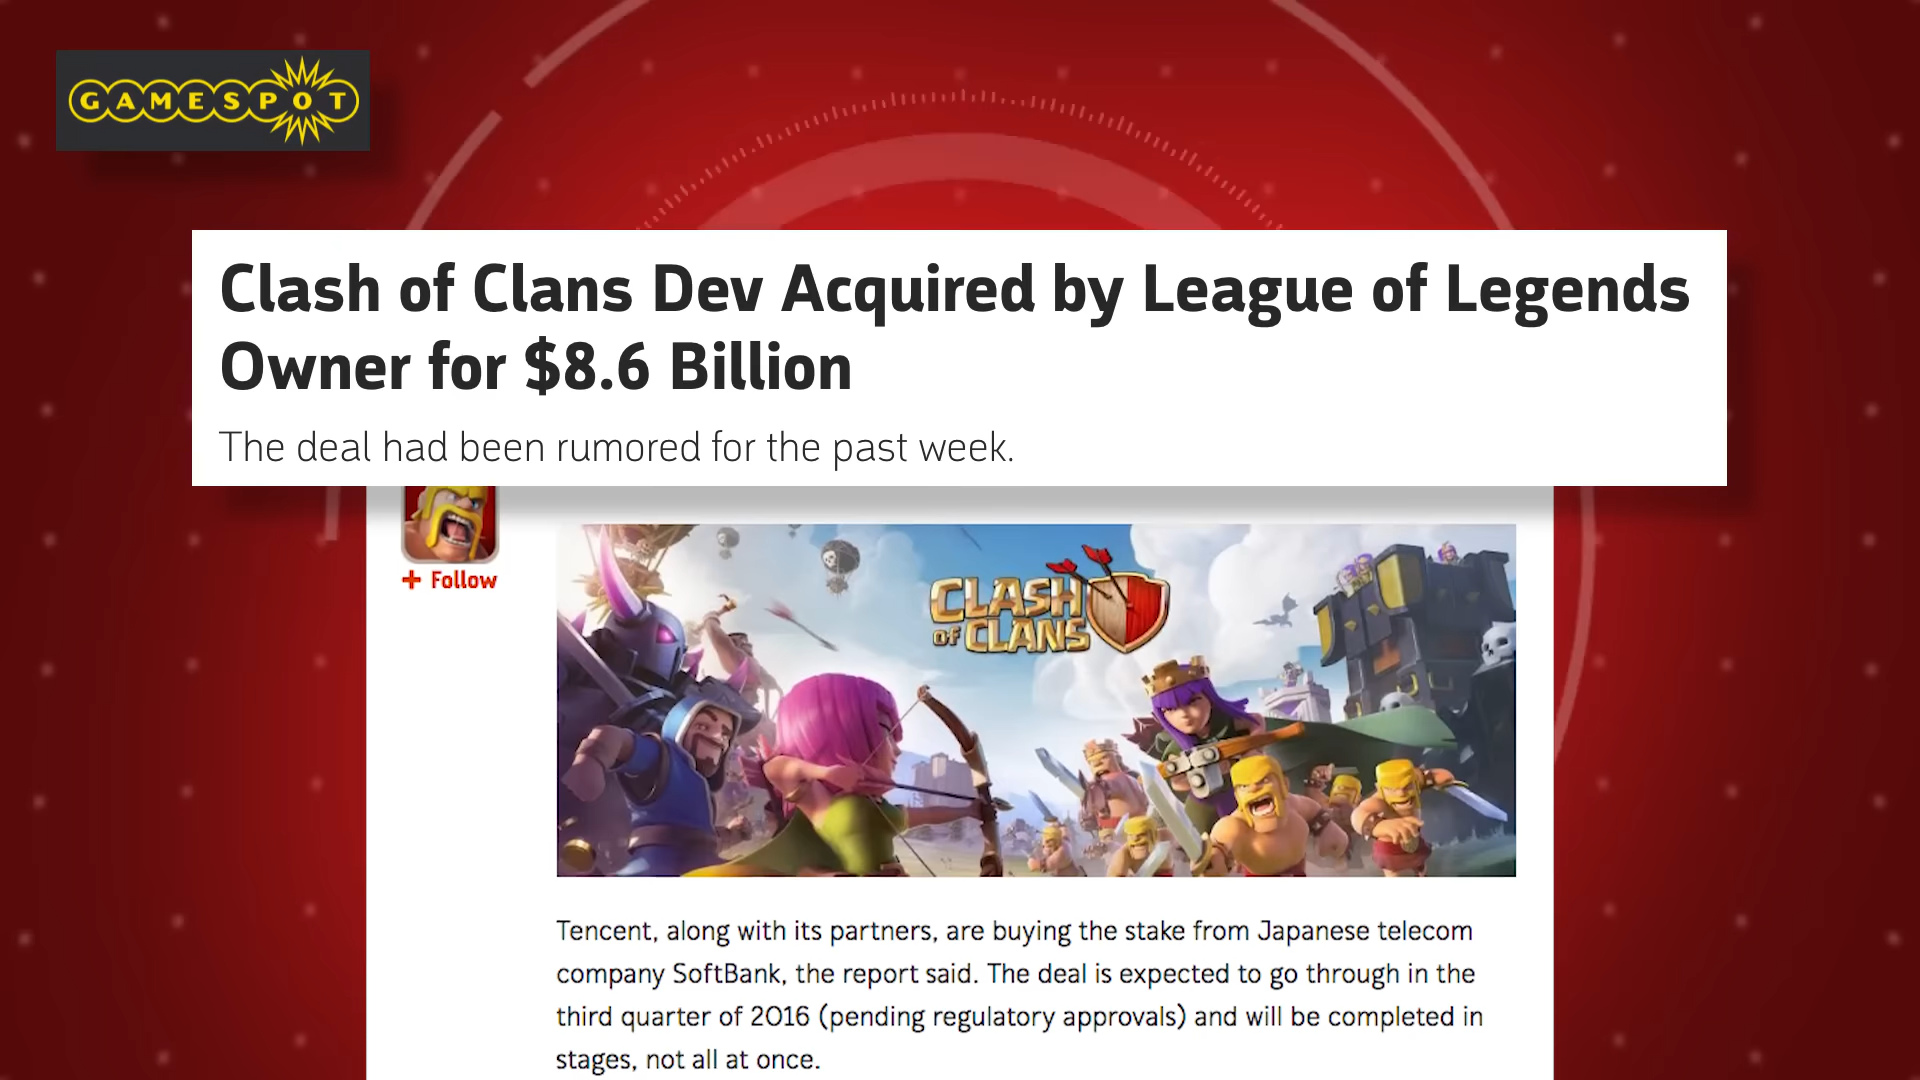 GAMESPOT
Clash of Clans Dev Acquired by League of Legends
Owner for $8.6 Billion
The deal had been rumored for the past week.
+ Follow
CLASH
OF CLANS
Tencent, along with its partners, are buying the stake from Japanese telecom
company SoftBank, the report said. The deal is expected to go through in the
third quarter of 2016 (pending regulatory approvals) and will be completed in
stages, not all at once.